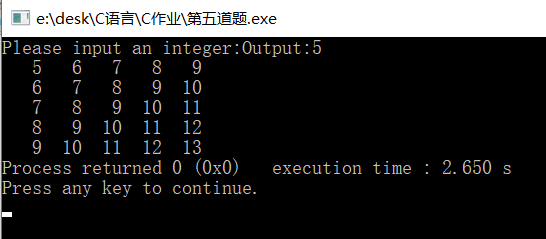 e:\desk\C语言\C作业\第五道题.exe
Please input an integer:Output:5
5 6 7 8 9
6 7 8 9 10
7 8 9 10 11
8 9 10 11 12
9 10 11 12 13
Process returned 0 (0x0) execution time : 2.650 s
Press any key to continue.